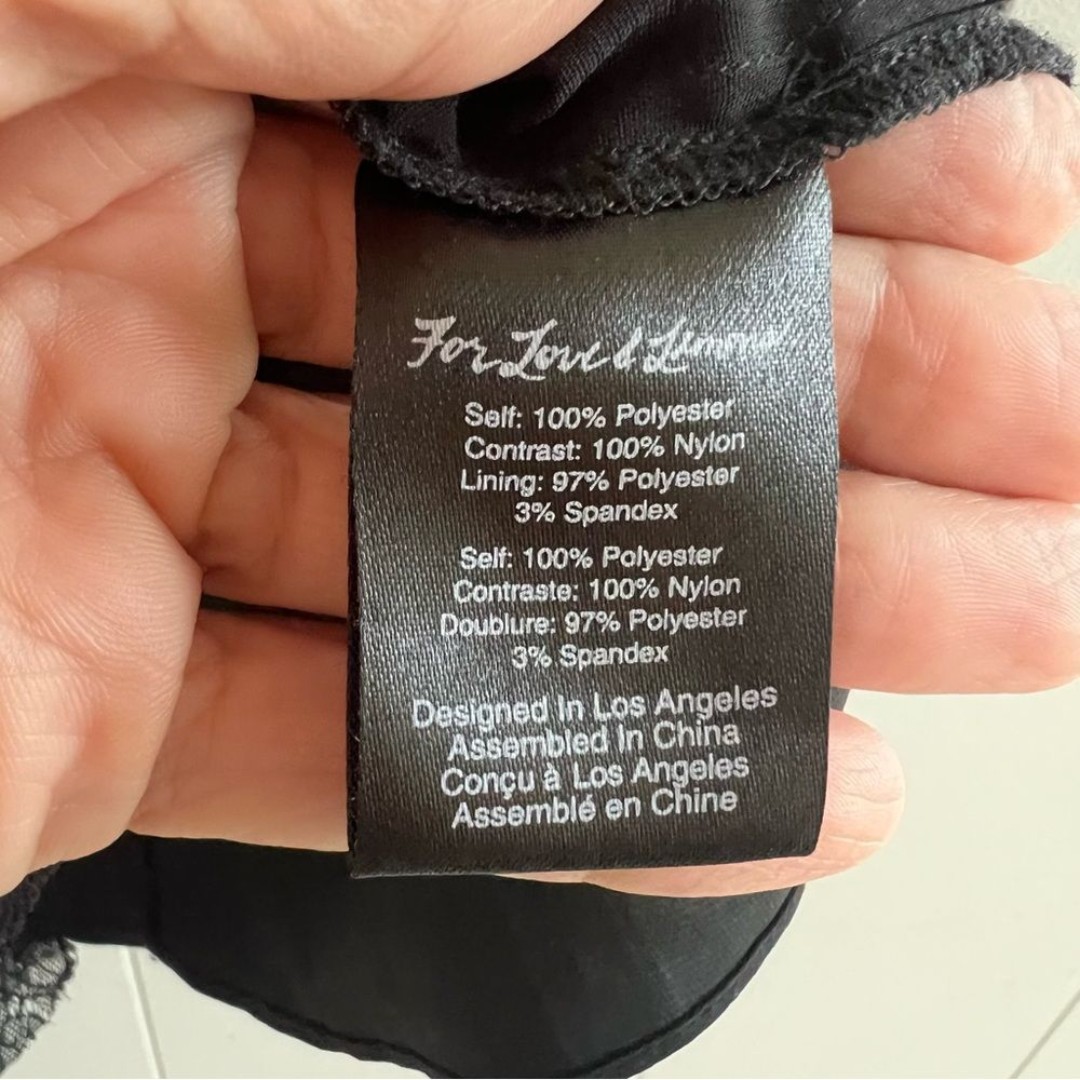 For Love & Lemons
Self: 100% Polyester
Contrast: 100% Nylon
Lining: 97% Polyester
3% Spandex
Self: 100% Polyester
Contraste: 100% Nylon
Doublure: 97% Polyester
3% Spandex
Designed In Los Angeles
Assembled In China
Conçu à Los Angeles
Assemblé en Chine